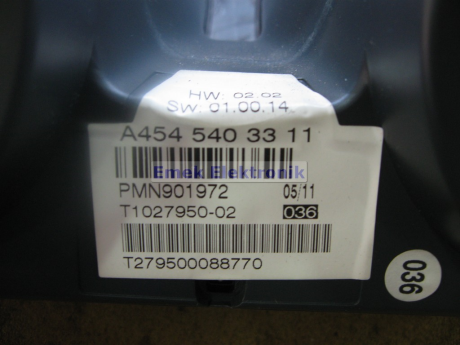 HW. 02.02
SW. 01.00.14
A454 540 33 11
Emek Elektronik
PMN901972 05/11
T1027950-02 036
T279500088770
036